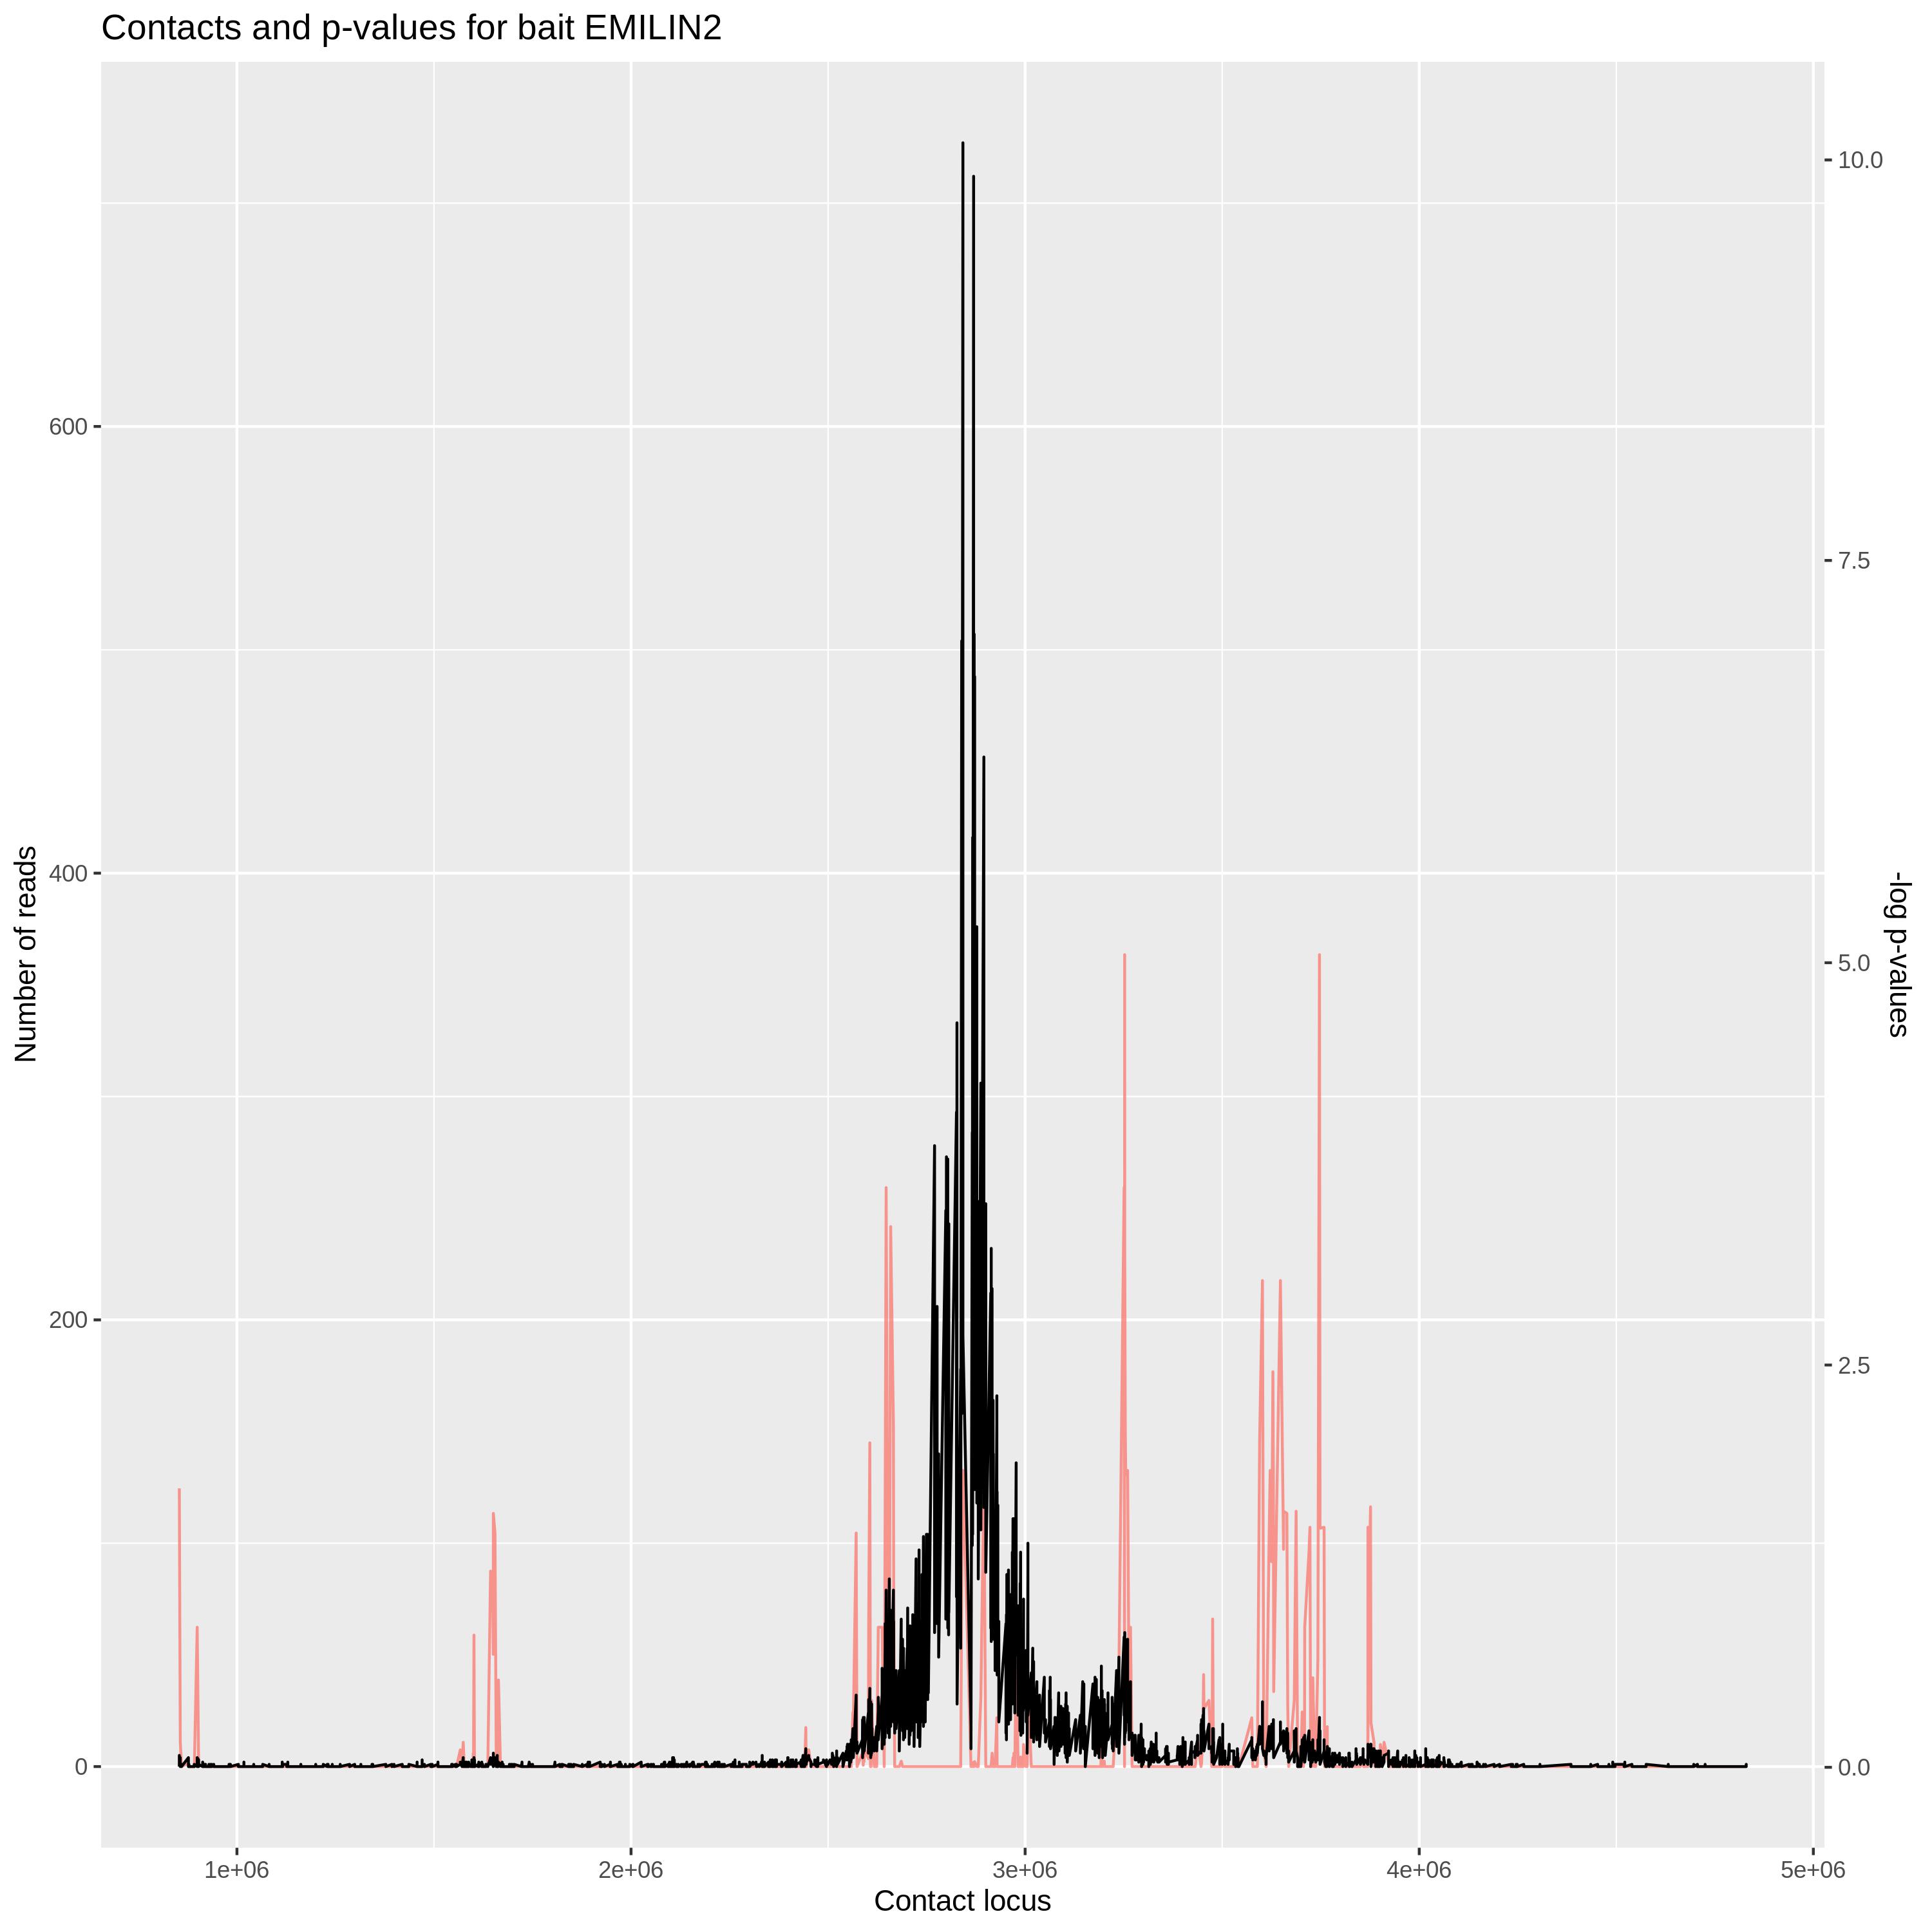 Contacts and p-values for bait EMILIN2
Number of reads
600
400
200
0
10.0
7.5
5.0
2.5
0.0
-log p-values
1e+06 2e+06 3e+06 4e+06 5e+06
Contact locus